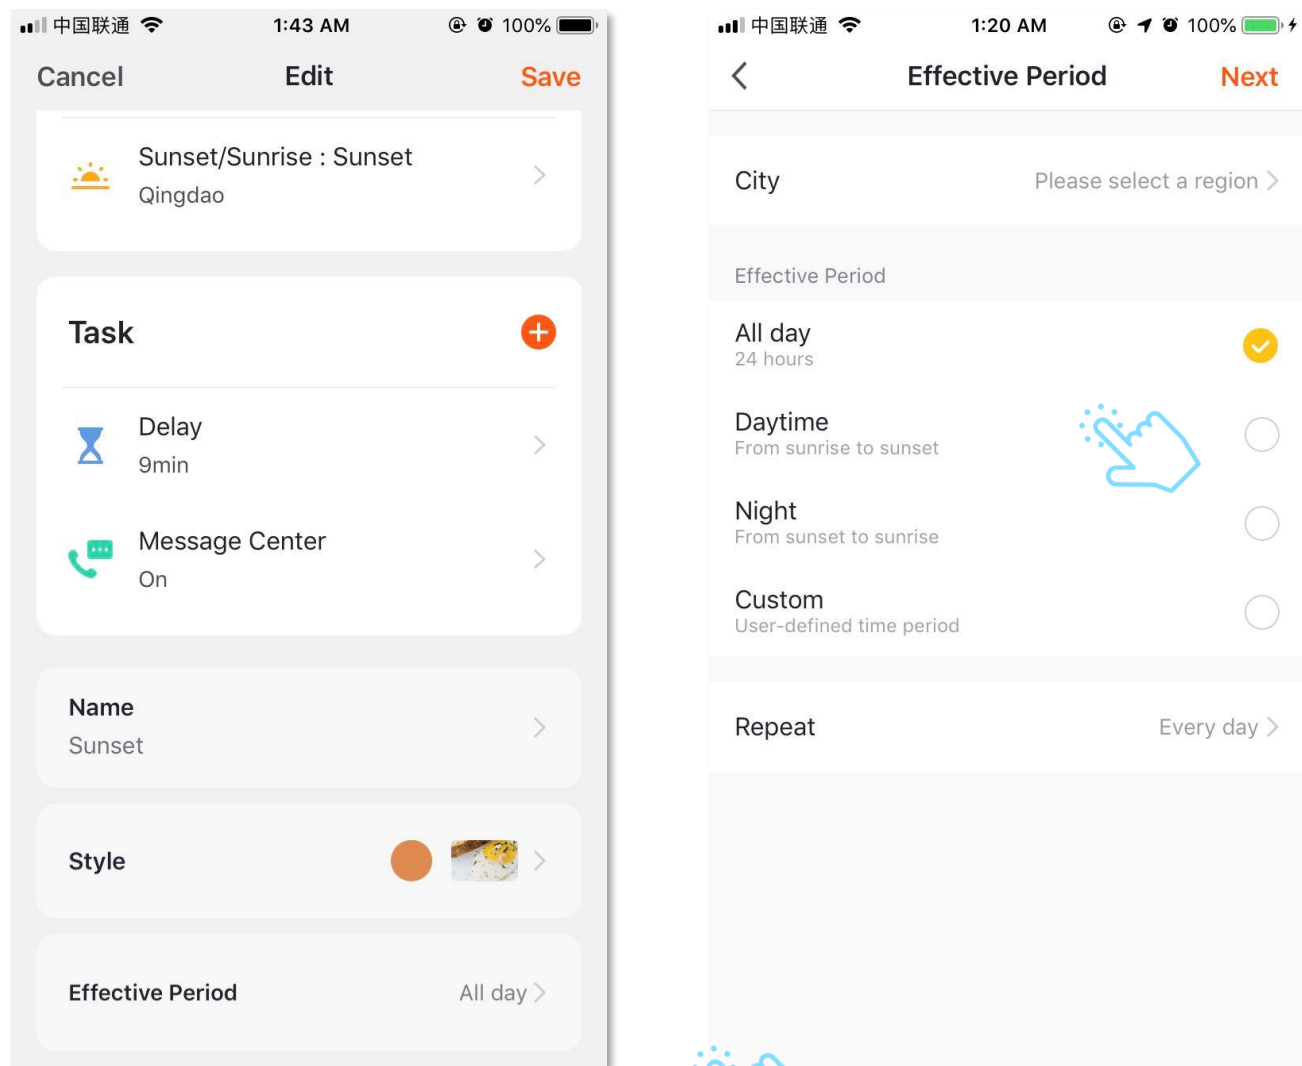 中国联通
1:43 AM
100%
Cancel
Edit
Save
Sunset/Sunrise : Sunset
Qingdao
Task
Delay
9min
Message Center
On
Name
Sunset
Style
Effective Period
All day
中国联通
1:20 AM
100%
Effective Period
Next
City
Please select a region
Effective Period
All day
24 hours
Daytime
From sunrise to sunset
Night
From sunset to sunrise
Custom
User-defined time period
Repeat
Every day